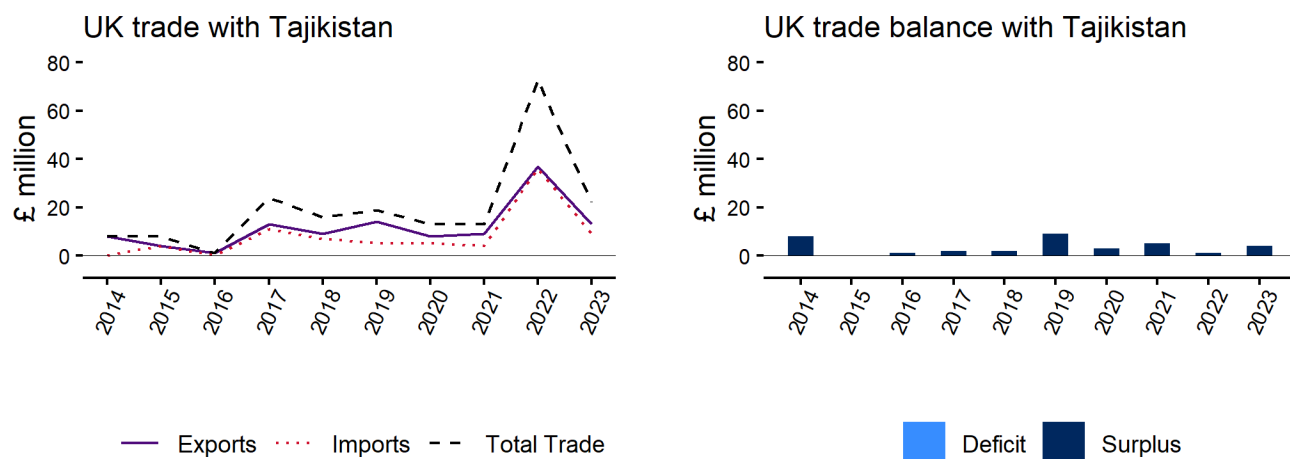 UK trade with Tajikistan
£ million
80
60
40
20
0
2014 2015 2016 2017 2018 2019 2020 2021 2022 2023
Exports Imports Total Trade
UK trade balance with Tajikistan
£ million
80
60
40
20
0
2014 2015 2016 2017 2018 2019 2020 2021 2022 2023
Deficit Surplus